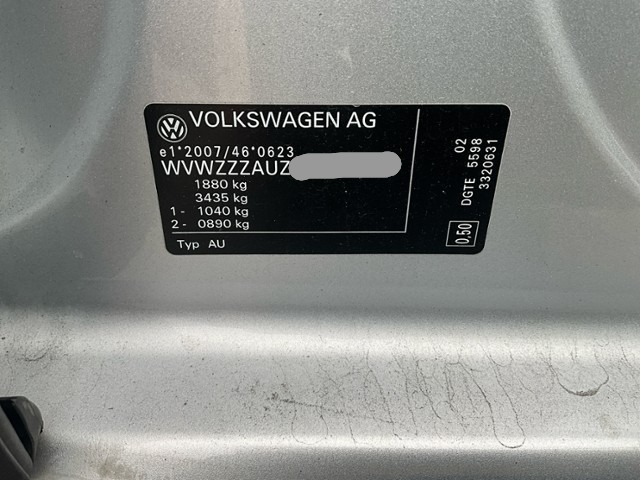 VOLKSWAGEN AG
e1*2007/46*0623
WVWZZZAUZ
1880 kg
3435 kg
1 - 1040 kg
2 - 0890 kg
Typ AU
02
DGTE 5598
3320631
0,50